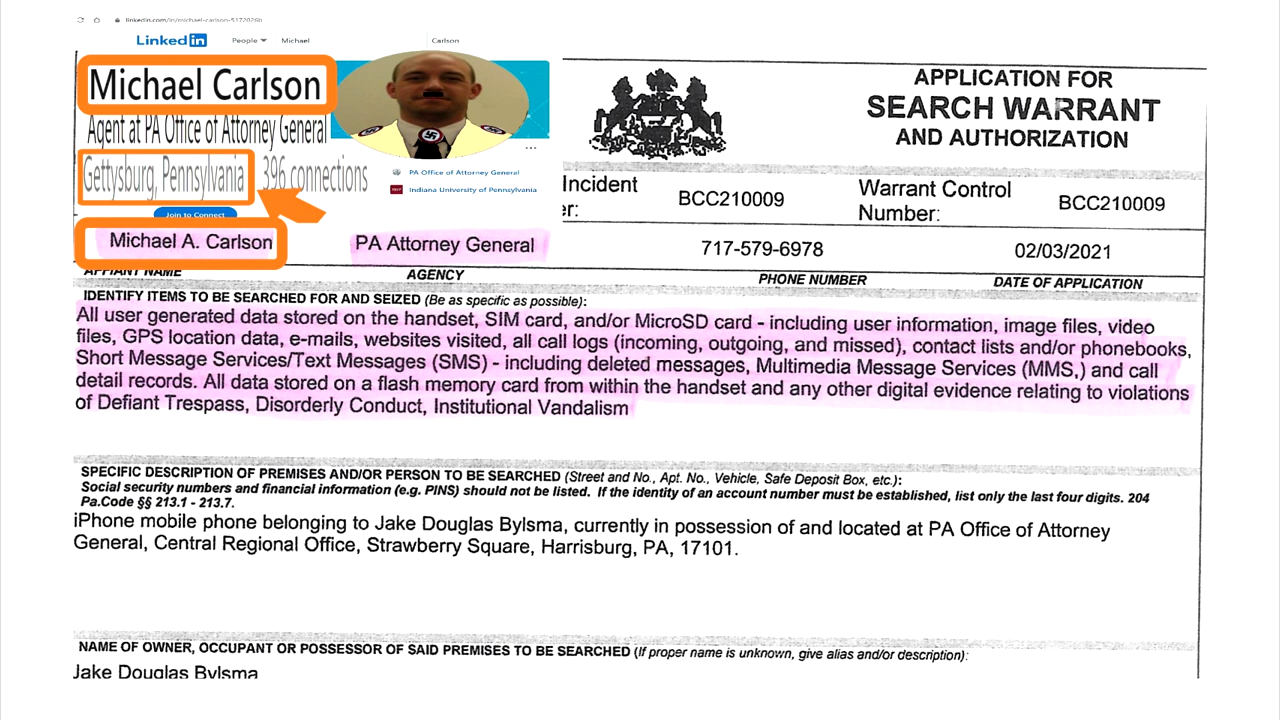 linkedin.com/in/michael-carlson-5172026b
Linked in People Michael Carlson
Michael Carlson
Agent at PA Office of Attorney General
Gettysburg, Pennsylvania 396 connections
Join to Connect
...
PA Office of Attorney General
Indiana University of Pennsylvania
APPLICATION FOR
SEARCH WARRANT
AND AUTHORIZATION
Incident
er:
BCC210009
Warrant Control
Number:
BCC210009
Michael A. Carlson PA Attorney General 717-579-6978 02/03/2021
AFFIANT NAME AGENCY PHONE NUMBER DATE OF APPLICATION
IDENTIFY ITEMS TO BE SEARCHED FOR AND SEIZED (Be as specific as possible):
All user generated data stored on the handset, SIM card, and/or MicroSD card - including user information, image files, video
files, GPS location data, e-mails, websites visited, all call logs (incoming, outgoing, and missed), contact lists and/or phonebooks,
Short Message Services/Text Messages (SMS) - including deleted messages, Multimedia Message Services (MMS,) and call
detail records. All data stored on a flash memory card from within the handset and any other digital evidence relating to violations
of Defiant Trespass, Disorderly Conduct, Institutional Vandalism
SPECIFIC DESCRIPTION OF PREMISES AND/OR PERSON TO BE SEARCHED (Street and No., Apt. No., Vehicle, Safe Deposit Box, etc.):
Social security numbers and financial information (e.g. PINS) should not be listed. If the identity of an account number must be established, list only the last four digits. 204
Pa.Code §§ 213.1 - 213.7.
iPhone mobile phone belonging to Jake Douglas Bylsma, currently in possession of and located at PA Office of Attorney
General, Central Regional Office, Strawberry Square, Harrisburg, PA, 17101.
NAME OF OWNER, OCCUPANT OR POSSESSOR OF SAID PREMISES TO BE SEARCHED (If proper name is unknown, give alias and/or description):
Jake Douglas Bylsma